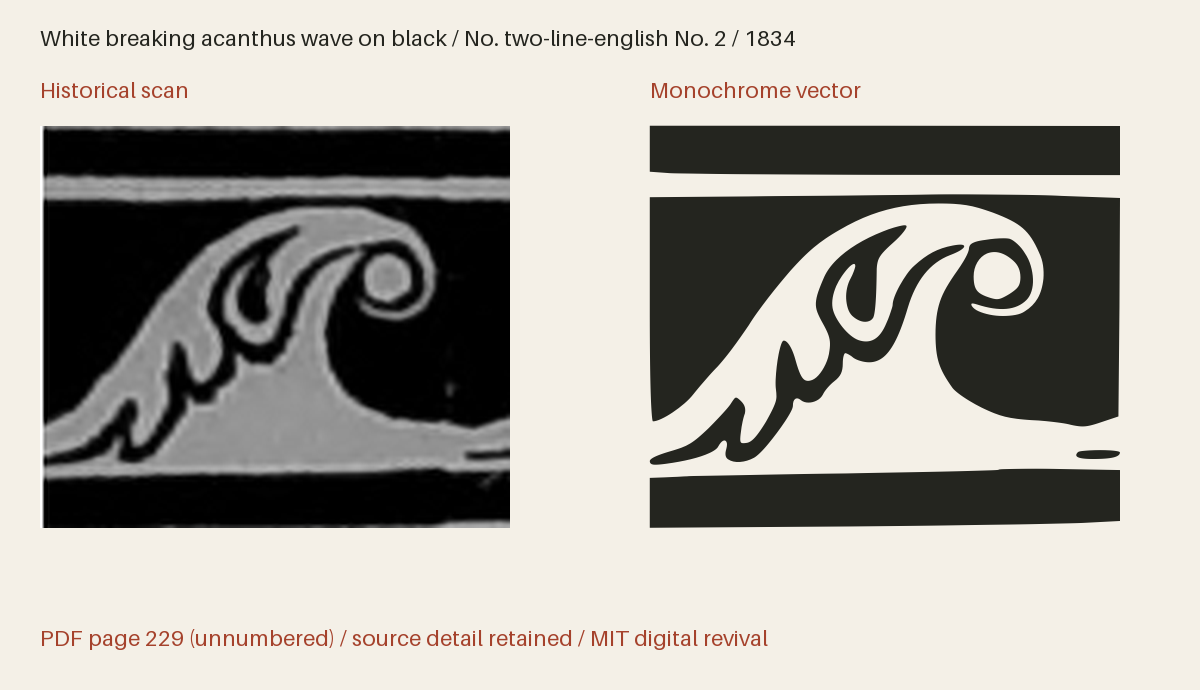 White breaking acanthus wave on black / No. two-line-english No. 2 / 1834
Historical scan
Monochrome vector
PDF page 229 (unnumbered) / source detail retained / MIT digital revival